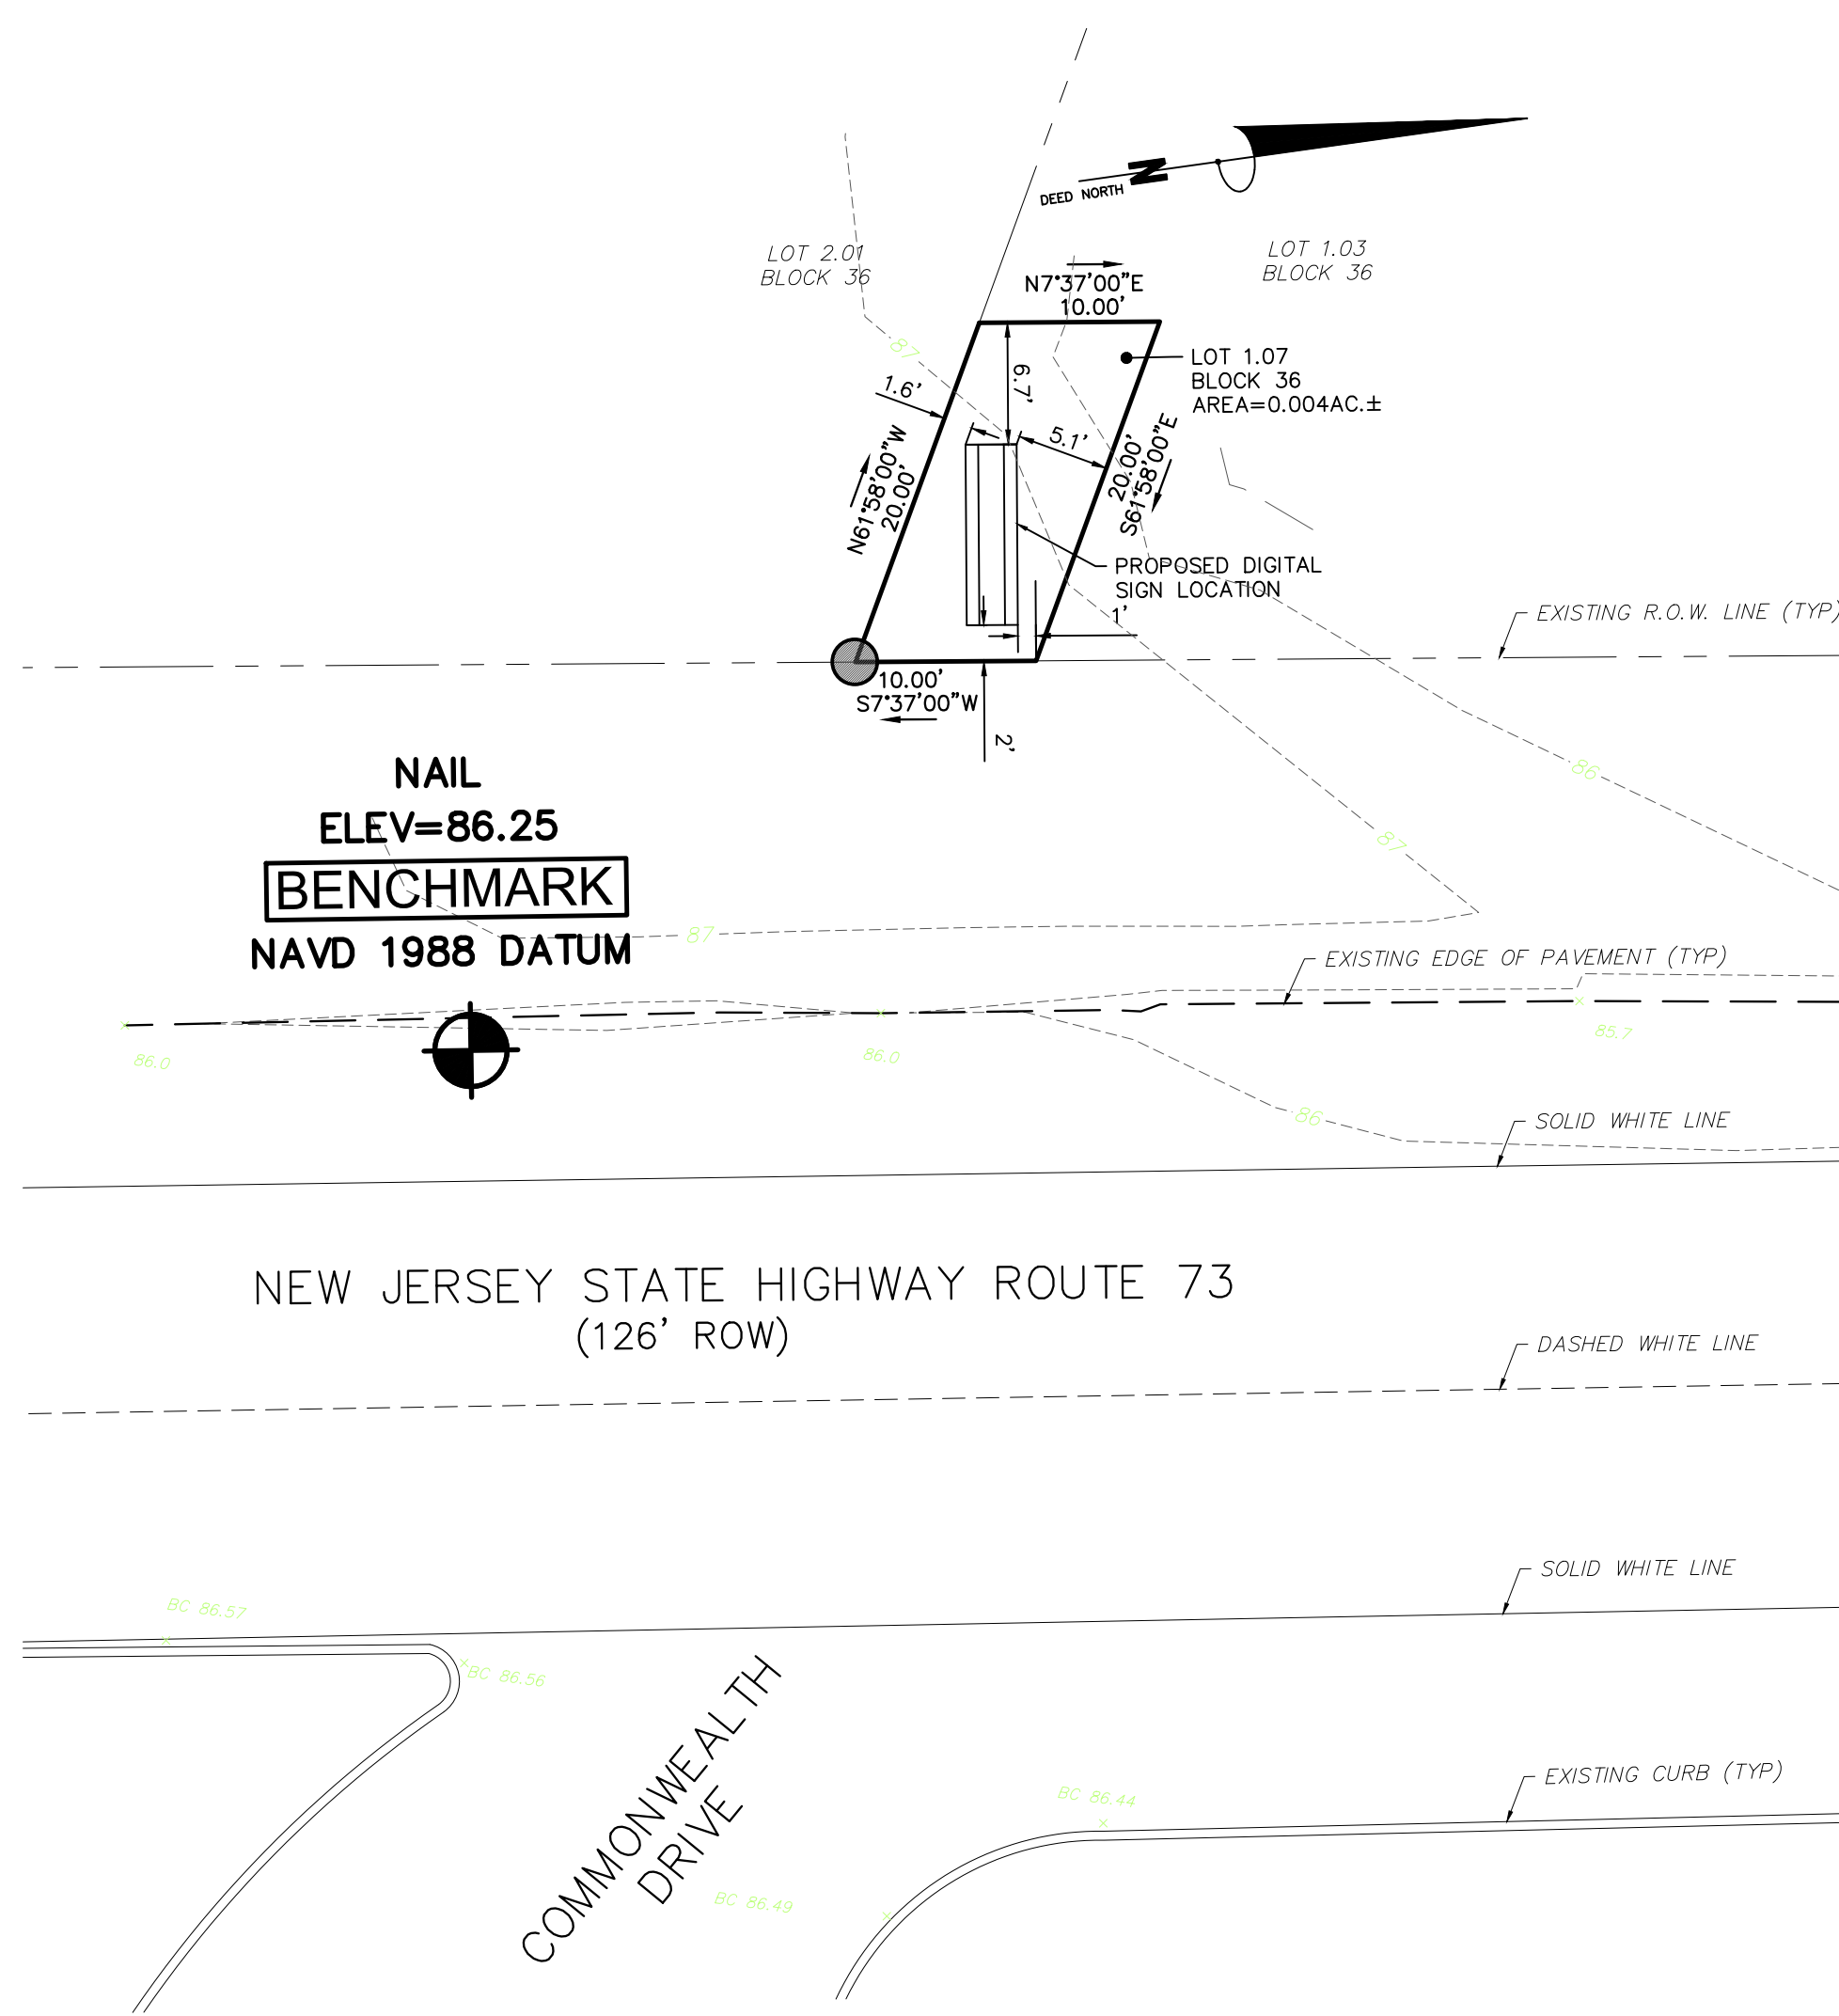 DEED NORTH
N
LOT 2.01
BLOCK 36
LOT 1.03
BLOCK 36
N7°37'00"E
10.00'
87
1.6'
6.7'
5.1'
LOT 1.07
BLOCK 36
AREA=0.004AC.±
N61°58'00"W
20.00'
20.00'
S61°58'00"E
PROPOSED DIGITAL
SIGN LOCATION
1'
EXISTING R.O.W. LINE (TYP)
10.00'
S7°37'00"W
2'
86
NAIL
ELEV=86.25
BENCHMARK
NAVD 1988 DATUM
87
87
EXISTING EDGE OF PAVEMENT (TYP)
86.0
86.0
85.7
86
SOLID WHITE LINE
NEW JERSEY STATE HIGHWAY ROUTE 73
(126' ROW)
DASHED WHITE LINE
SOLID WHITE LINE
BC 86.57
BC 86.56
COMMONWEALTH
DRIVE
EXISTING CURB (TYP)
BC 86.44
BC 86.49